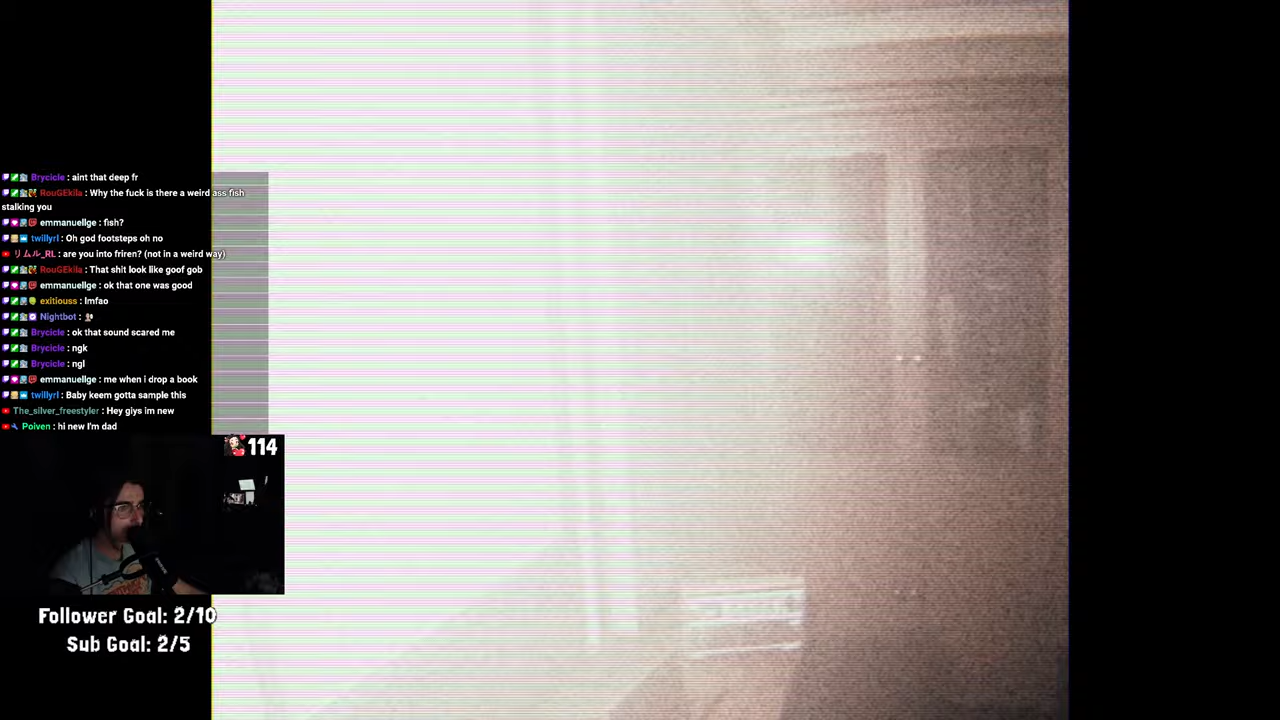 Brycicle : aint that deep fr
RouGEkila : Why the fuck is there a weird ass fish
stalking you
emmanuellge : fish?
twillyrl : Oh god footsteps oh no
リムル_RL : are you into friren? (not in a weird way)
RouGEkila : That shit look like goof gob
emmanuellge : ok that one was good
exitiouss : lmfao
Nightbot :
Brycicle : ok that sound scared me
Brycicle : ngk
Brycicle : ngl
emmanuellge : me when i drop a book
twillyrl : Baby keem gotta sample this
The_silver_freestyler : Hey giys im new
Poiven : hi new I'm dad
114
Follower Goal: 2/10
Sub Goal: 2/5